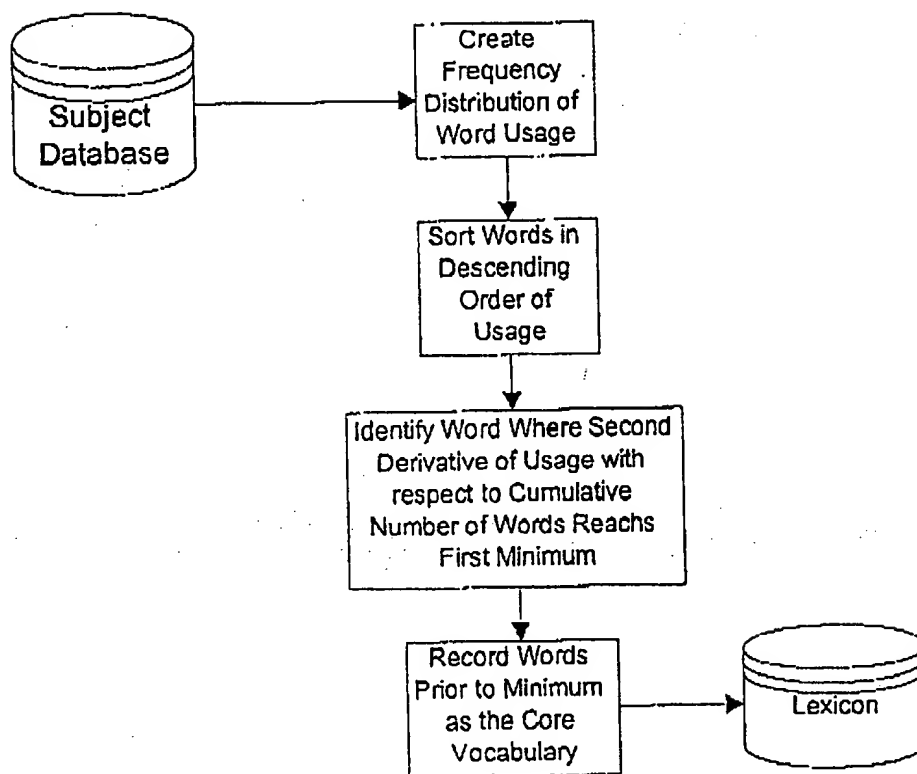 Subject
Database
Create
Frequency
Distribution of
Word Usage
Sort Words in
Descending
Order of
Usage
Identify Word Where Second
Derivative of Usage with
respect to Cumulative
Number of Words Reachs
First Minimum
Record Words
Prior to Minimum
as the Core
Vocabulary
Lexicon